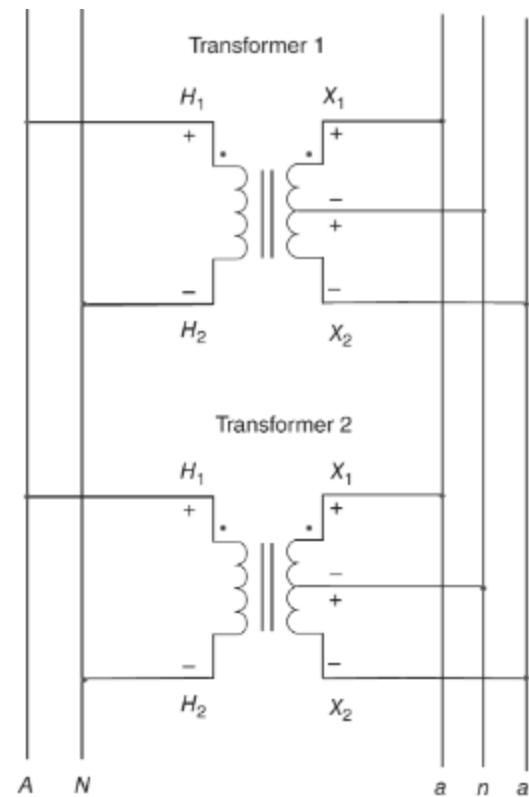 Transformer 1
H₁ X₁
+ +
−
+
− −
H₂ X₂
Transformer 2
H₁ X₁
+ +
−
+
− −
H₂ X₂
A N a n a